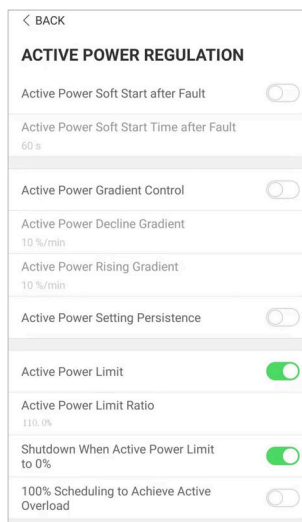 < BACK
ACTIVE POWER REGULATION
Active Power Soft Start after Fault
Active Power Soft Start Time after Fault
60 s
Active Power Gradient Control
Active Power Decline Gradient
10 %/min
Active Power Rising Gradient
10 %/min
Active Power Setting Persistence
Active Power Limit
Active Power Limit Ratio
110.0%
Shutdown When Active Power Limit
to 0%
100% Scheduling to Achieve Active
Overload